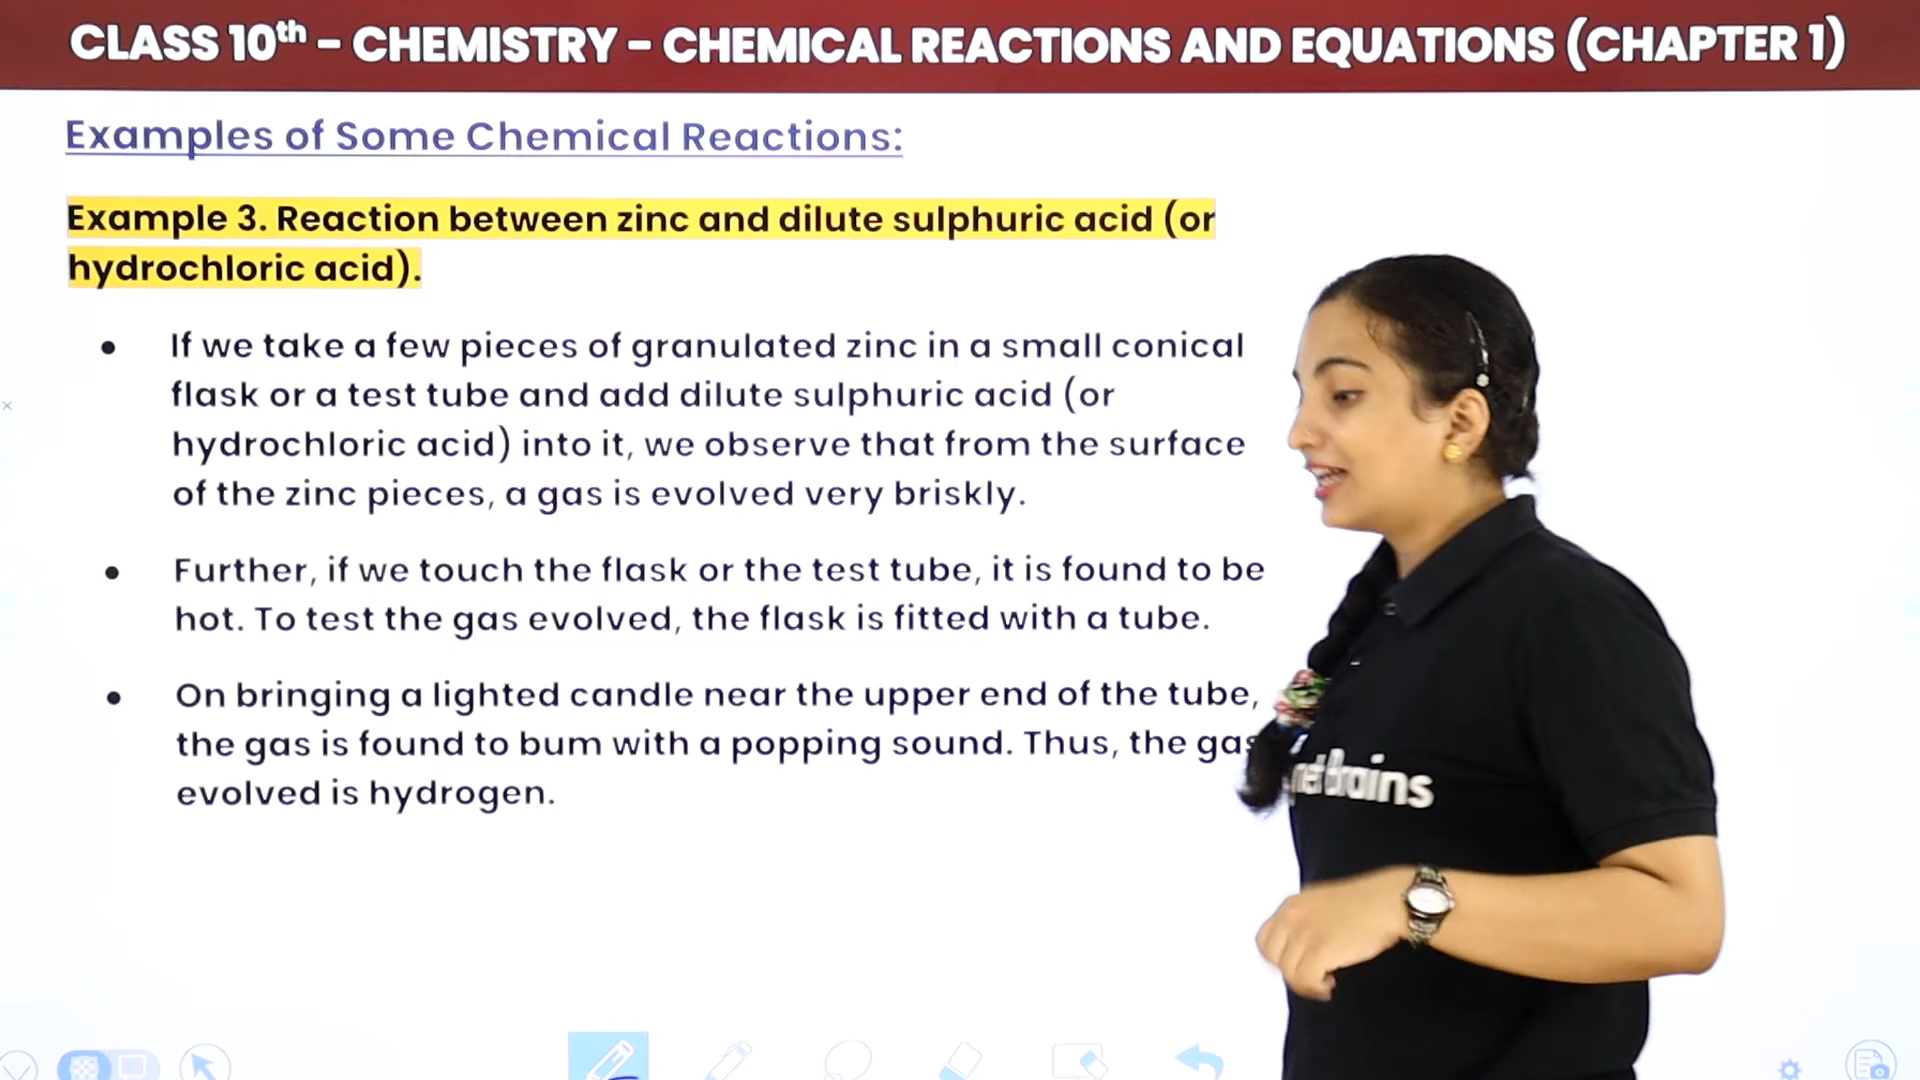 CLASS 10th – CHEMISTRY – CHEMICAL REACTIONS AND EQUATIONS (CHAPTER 1)
Examples of Some Chemical Reactions:
Example 3. Reaction between zinc and dilute sulphuric acid (or
hydrochloric acid).
• If we take a few pieces of granulated zinc in a small conical
flask or a test tube and add dilute sulphuric acid (or
hydrochloric acid) into it, we observe that from the surface
of the zinc pieces, a gas is evolved very briskly.
• Further, if we touch the flask or the test tube, it is found to be
hot. To test the gas evolved, the flask is fitted with a tube.
• On bringing a lighted candle near the upper end of the tube,
the gas is found to bum with a popping sound. Thus, the gas
evolved is hydrogen.
Brains